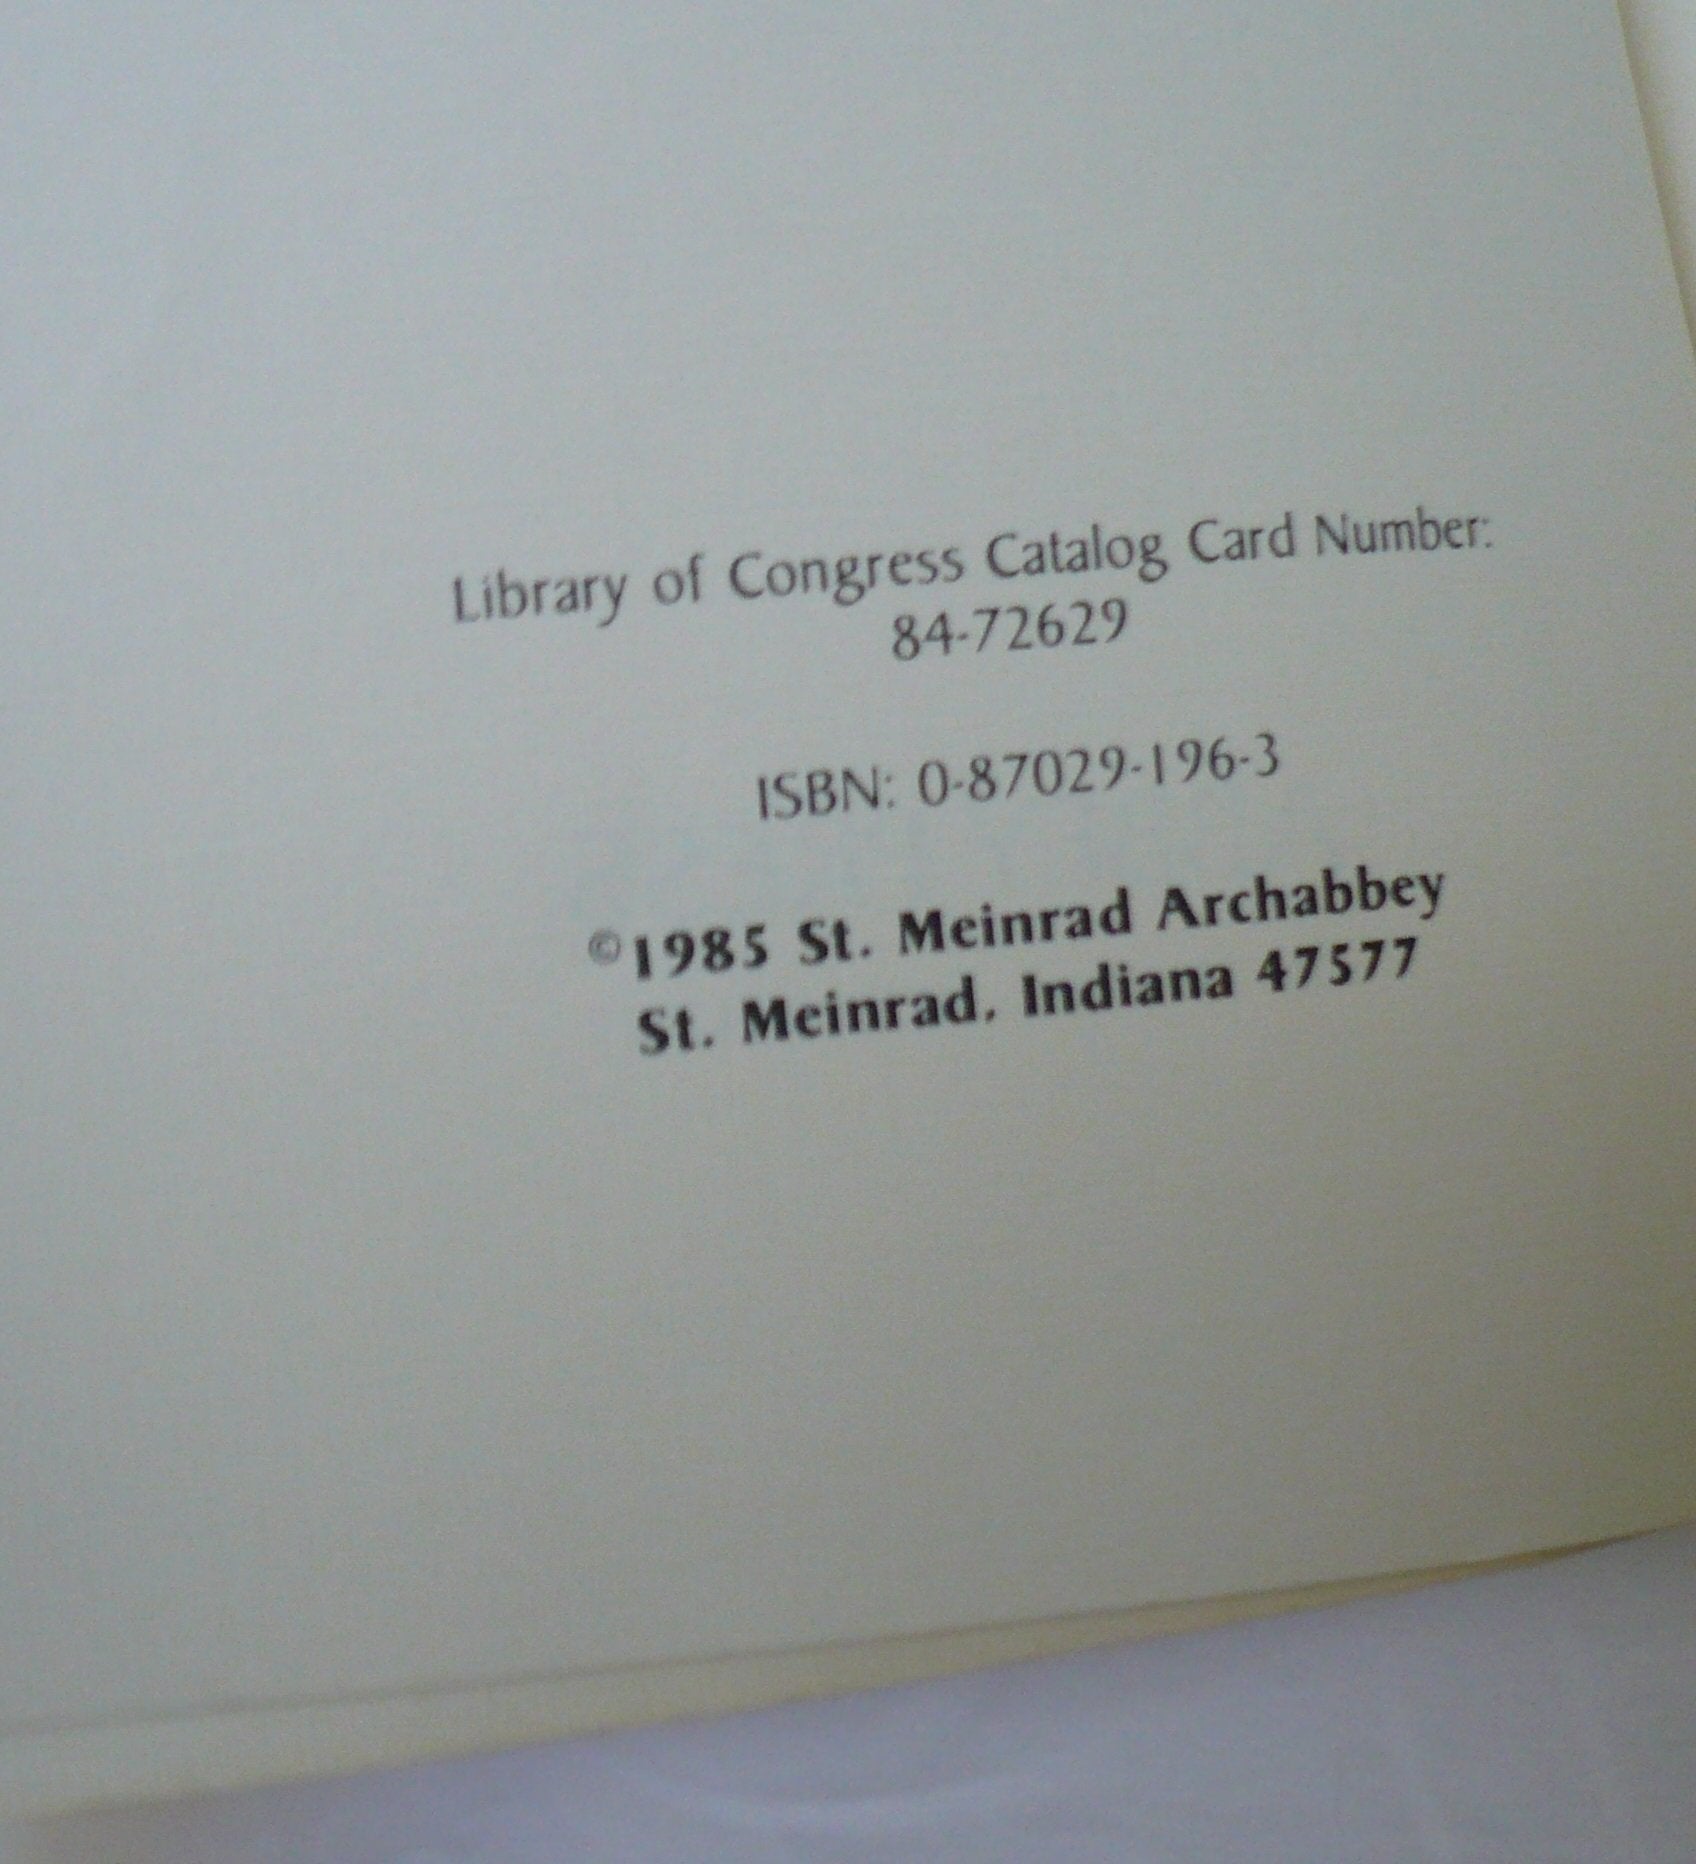 Library of Congress Catalog Card Number:
84-72629
ISBN: 0-87029-196-3
©1985 St. Meinrad Archabbey
St. Meinrad, Indiana 47577